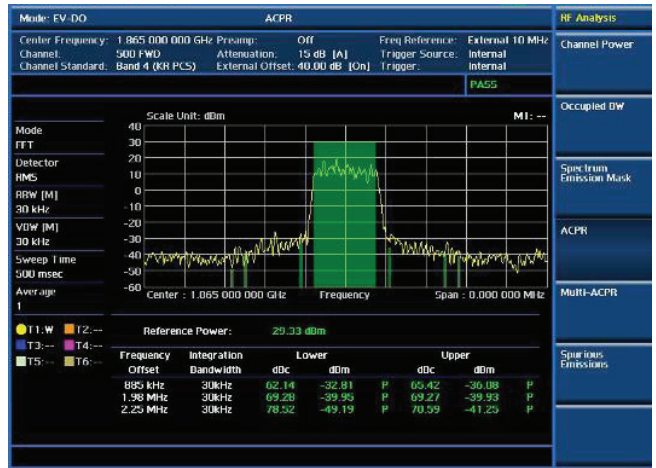 Mode: EV-DO ACPR RF Analysis
Center Frequency: 1.865 000 000 GHz Preamp: Off Freq Reference: External 10 MHz
Channel: 500 FWD Attenuation: 15 dB [A] Trigger Source: Internal
Channel Standard: Band 4 (KR PCS) External Offset: 40.00 dB [On] Trigger: Internal
PASS
Channel Power
Occupied BW
Spectrum
Emission Mask
ACPR
Multi-ACPR
Spurious
Emissions
Scale Unit: dBm M1: --
Mode
FFT
Detector
RMS
RBW [M]
30 kHz
VBW [M]
30 kHz
Sweep Time
500 msec
Average
1
40
30
20
10
0
-10
-20
-30
-40
-50
-60
Center : 1.865 000 000 GHz Frequency Span : 8.000 000 MHz
T1:W T2:--
T3:-- T4:--
T5:-- T6:--
Reference Power: 29.33 dBm
Frequency Integration Lower Upper
Offset Bandwidth dBc dBm dBc dBm
885 kHz 30kHz 62.14 -32.81 P 65.42 -36.08 P
1.98 MHz 30kHz 69.28 -39.95 P 69.27 -39.93 P
2.25 MHz 30kHz 78.52 -49.19 P 70.59 -41.25 P